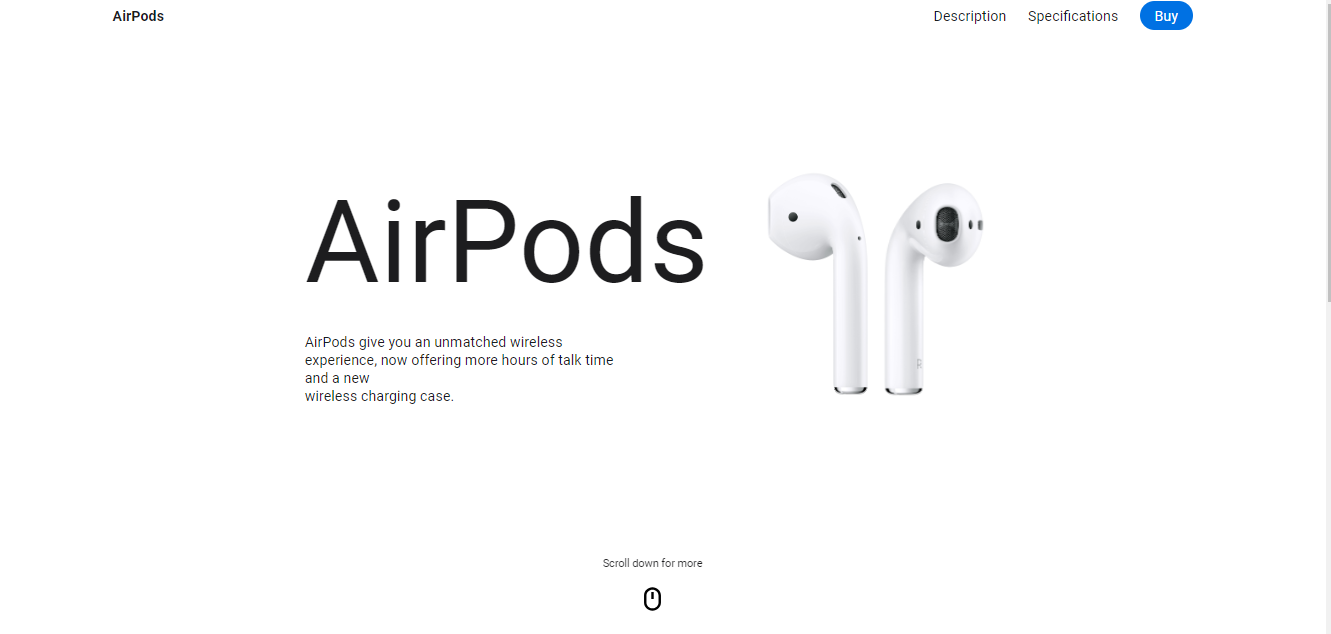 AirPods
Description
Specifications
Buy
AirPods
AirPods give you an unmatched wireless
experience, now offering more hours of talk time
and a new
wireless charging case.
Scroll down for more